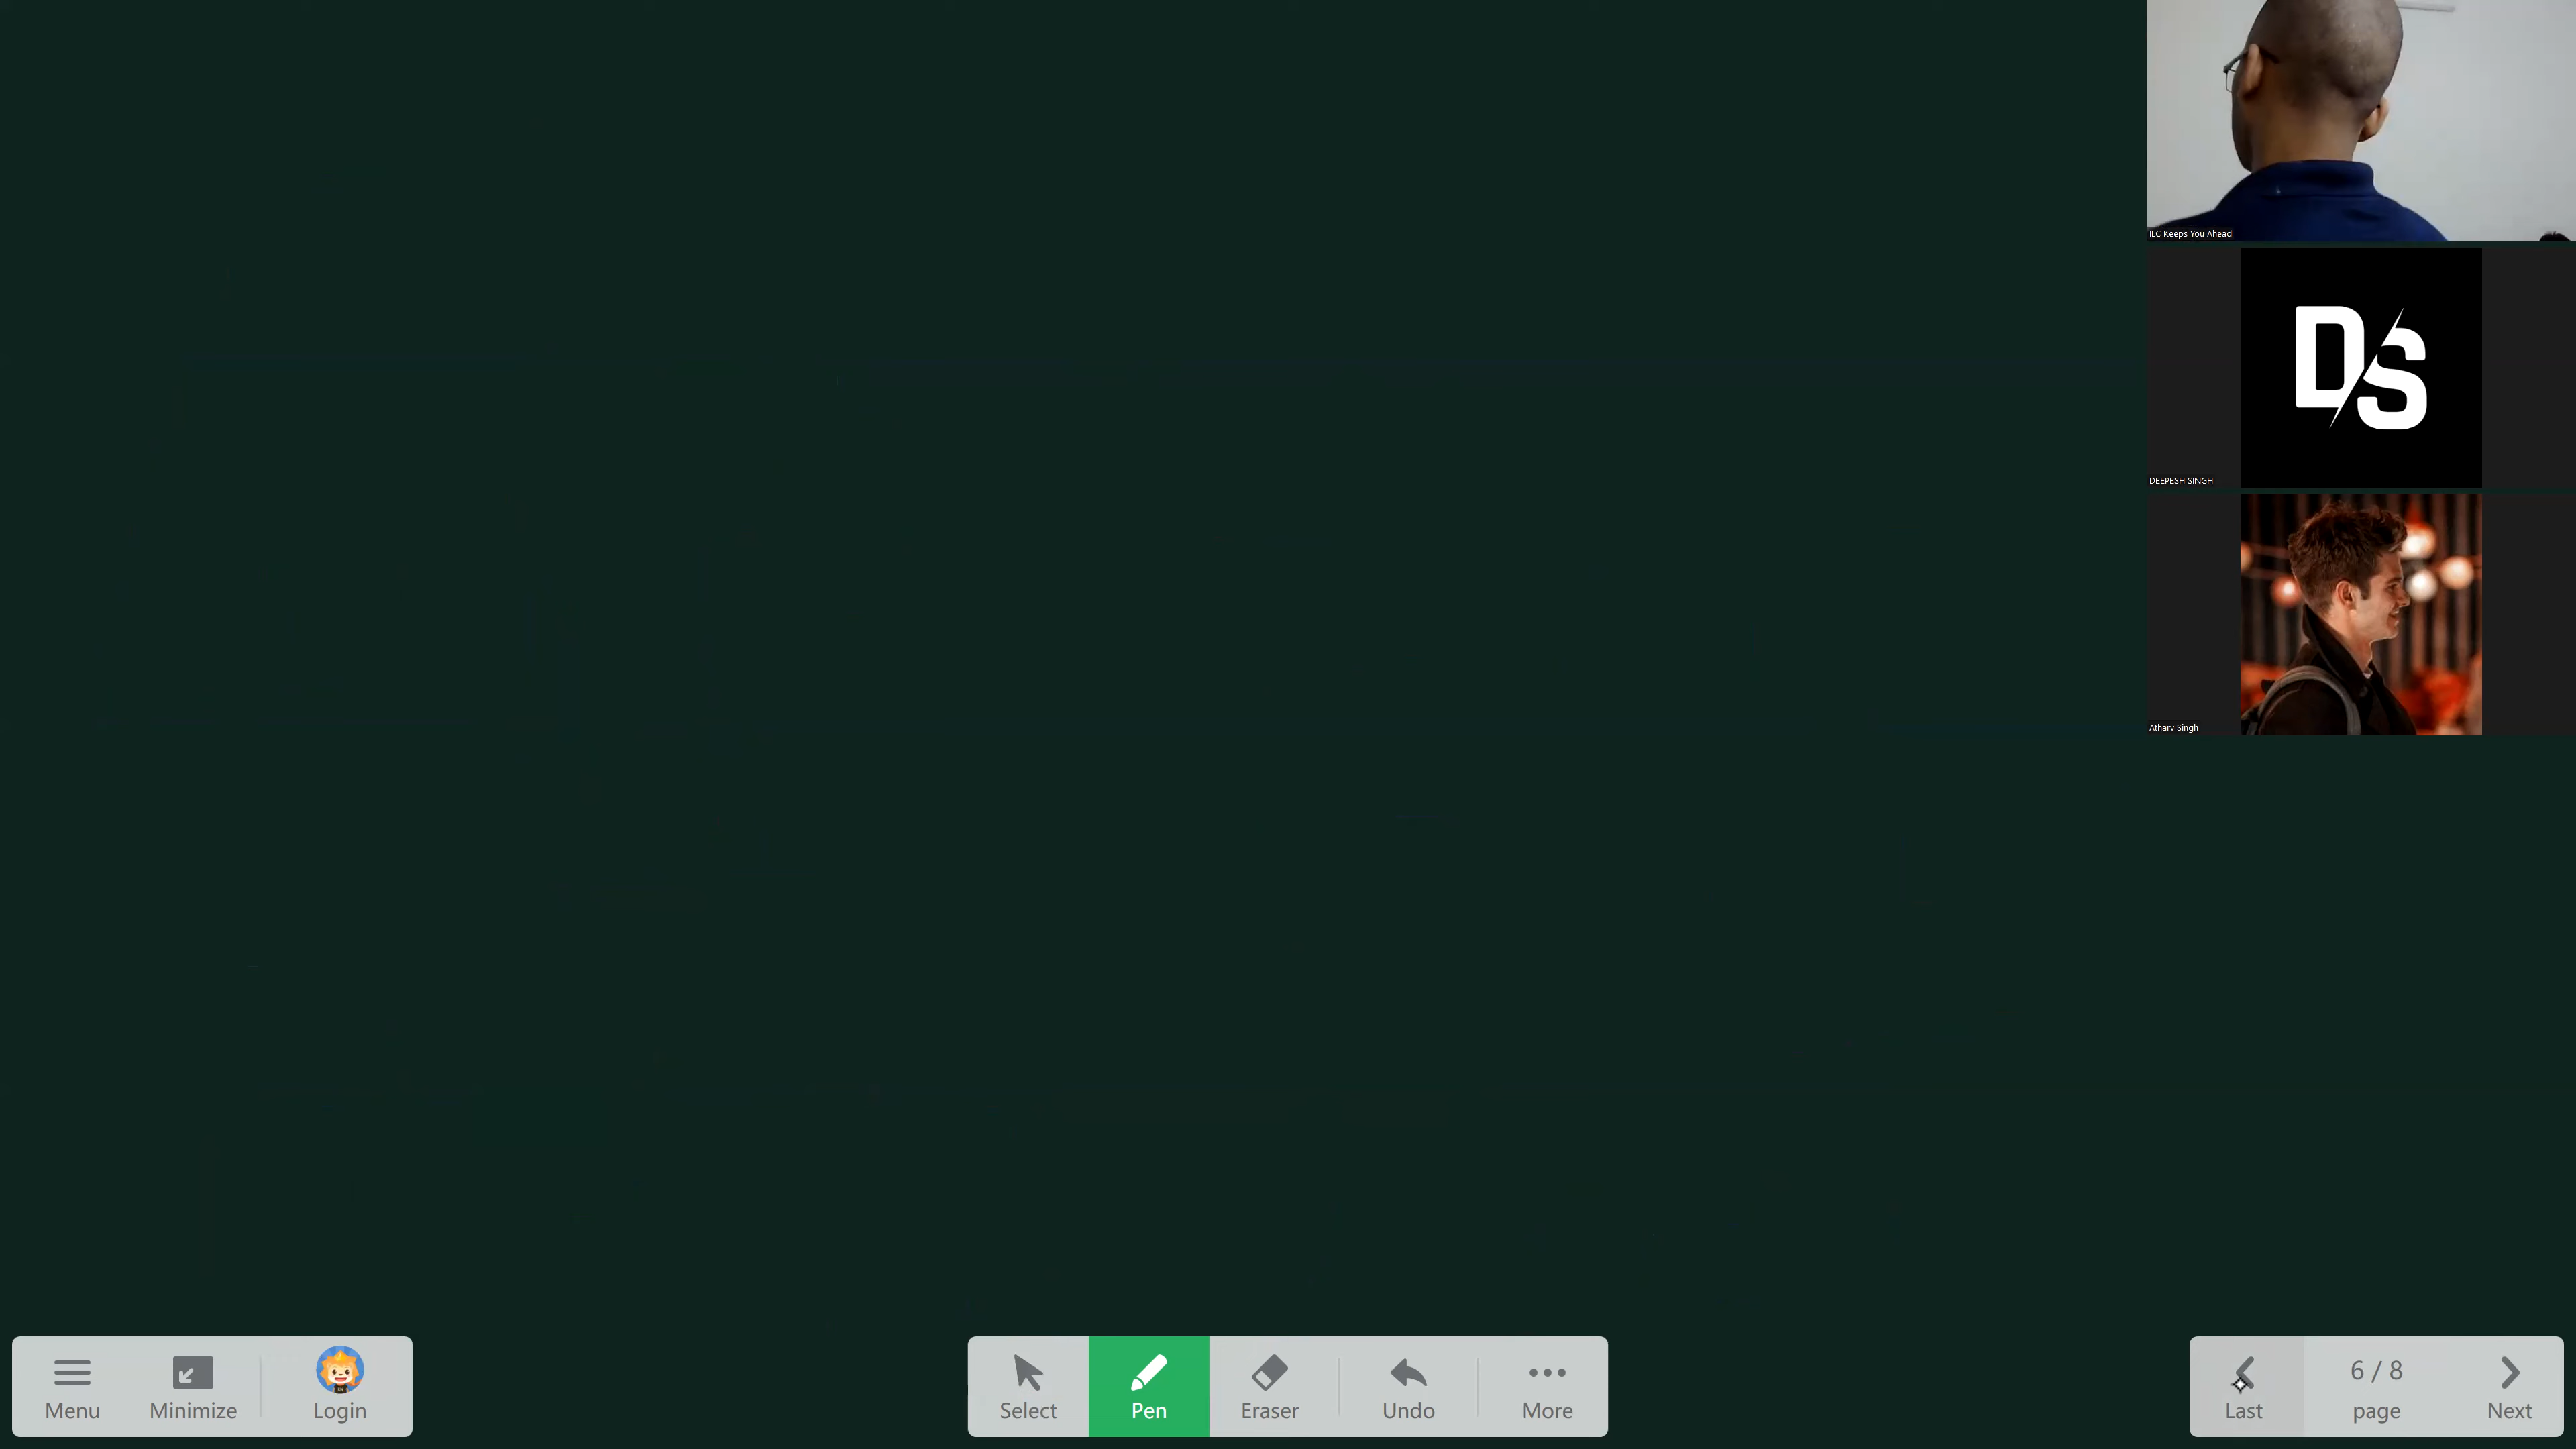 ILC Keeps You Ahead
DS
DEEPESH SINGH
Atharv Singh
Menu
Minimize
Login
Select
Pen
Eraser
Undo
More
Last
6 / 8
page
Next